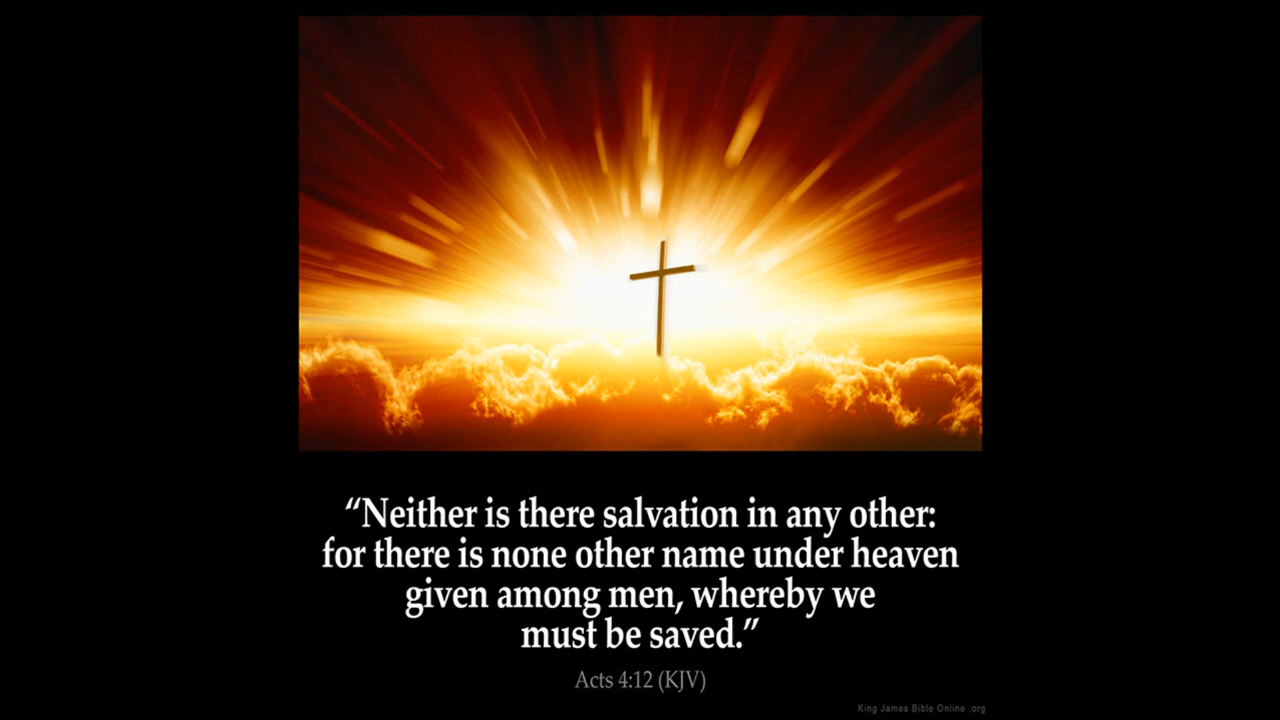 “Neither is there salvation in any other:
for there is none other name under heaven
given among men, whereby we
must be saved.”
Acts 4:12 (KJV)
King James Bible Online .org